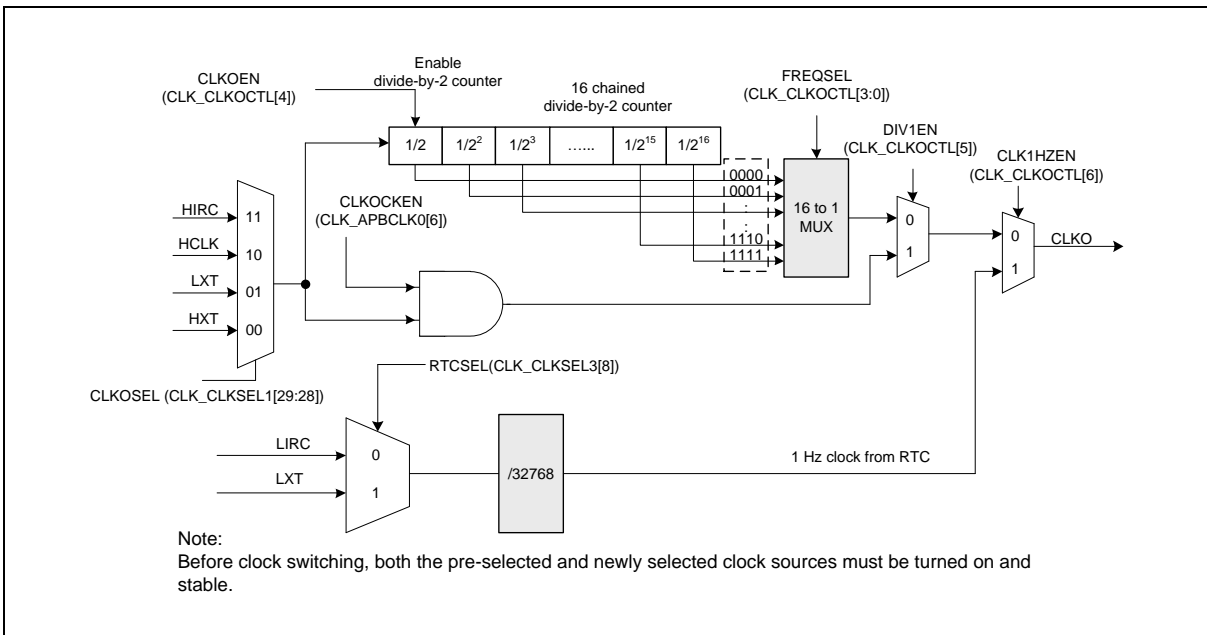 Enable
divide-by-2 counter
CLKOEN
(CLK_CLKOCTL[4])
16 chained
divide-by-2 counter
FREQSEL
(CLK_CLKOCTL[3:0])
DIV1EN
(CLK_CLKOCTL[5])
CLK1HZEN
(CLK_CLKOCTL[6])
1/2 1/2² 1/2³ …... 1/2¹⁵ 1/2¹⁶
0000
0001
:
:
1110
1111
16 to 1
MUX
0
1
0
1
CLKO
CLKOCKEN
(CLK_APBCLK0[6])
HIRC 11
HCLK 10
LXT 01
HXT 00
CLKOSEL (CLK_CLKSEL1[29:28])
RTCSEL(CLK_CLKSEL3[8])
LIRC 0
LXT 1
/32768
1 Hz clock from RTC
Note:
Before clock switching, both the pre-selected and newly selected clock sources must be turned on and
stable.